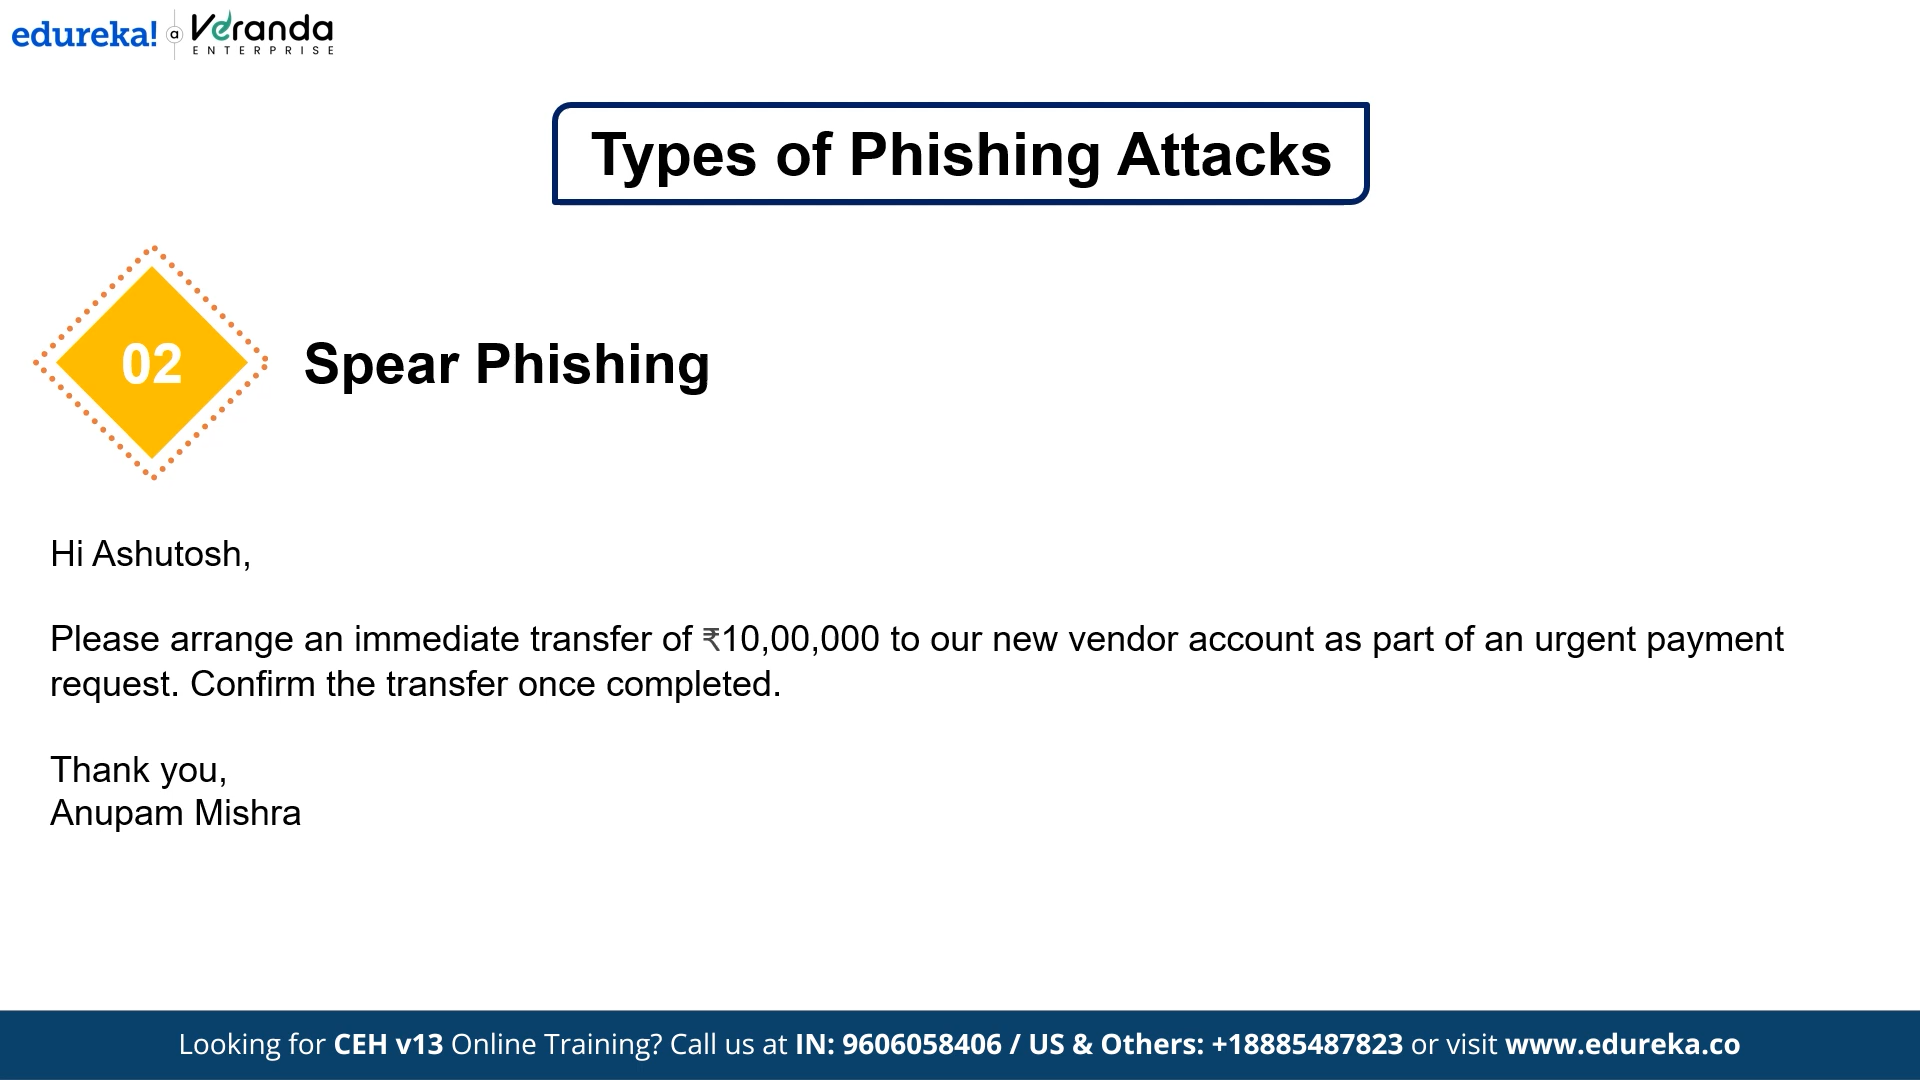 edureka! a Veranda
ENTERPRISE
Types of Phishing Attacks
02
Spear Phishing
Hi Ashutosh,
Please arrange an immediate transfer of ₹10,00,000 to our new vendor account as part of an urgent payment
request. Confirm the transfer once completed.
Thank you,
Anupam Mishra
Looking for CEH v13 Online Training? Call us at IN: 9606058406 / US & Others: +18885487823 or visit www.edureka.co